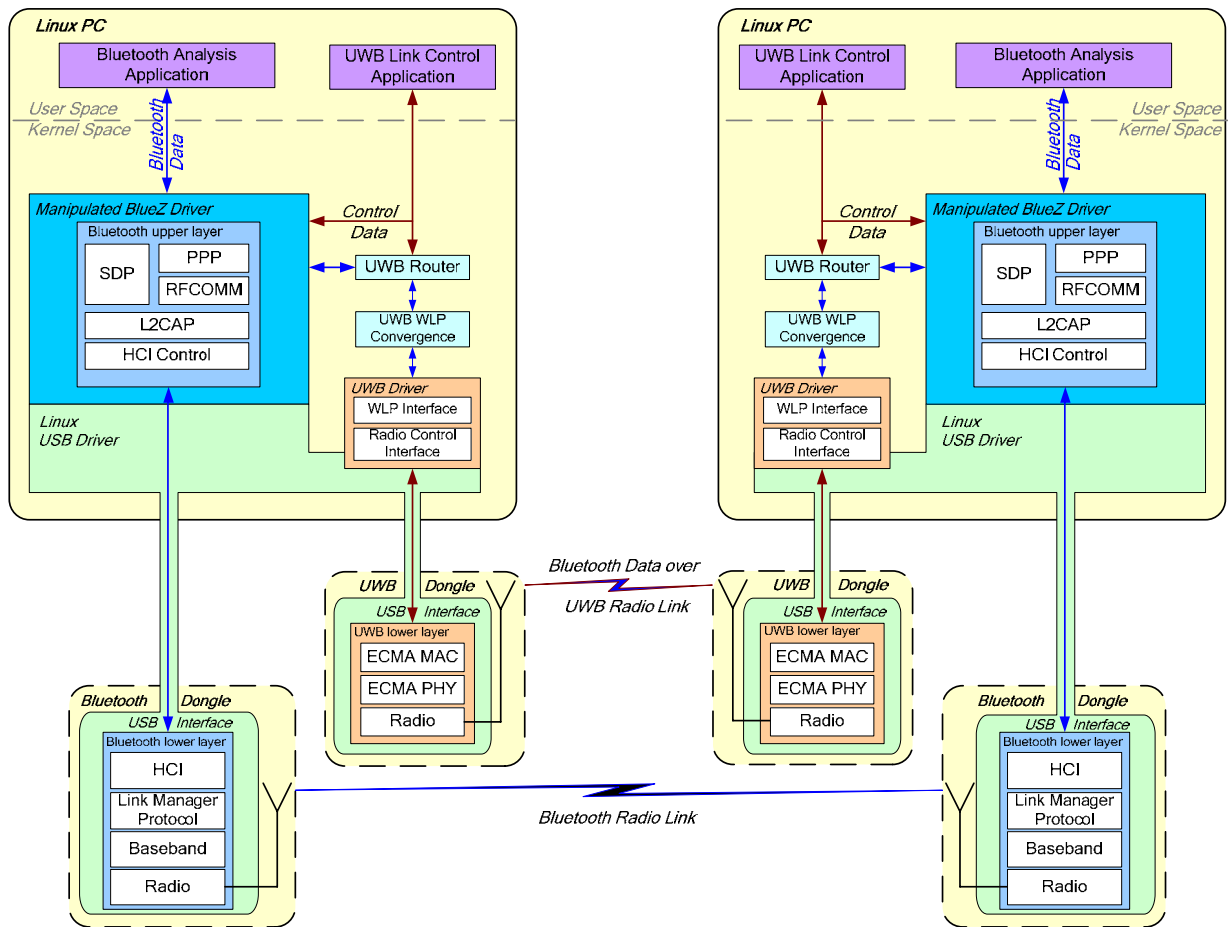 Linux PC
Bluetooth Analysis
Application
UWB Link Control
Application
User Space
Kernel Space
Bluetooth
Data
Manipulated BlueZ Driver
Bluetooth upper layer
SDP
PPP
RFCOMM
L2CAP
HCI Control
Control
Data
UWB Router
UWB WLP
Convergence
UWB Driver
WLP Interface
Radio Control
Interface
Linux
USB Driver
Linux PC
UWB Link Control
Application
Bluetooth Analysis
Application
User Space
Kernel Space
Bluetooth
Data
Control
Data
UWB Router
UWB WLP
Convergence
UWB Driver
WLP Interface
Radio Control
Interface
Manipulated BlueZ Driver
Bluetooth upper layer
SDP
PPP
RFCOMM
L2CAP
HCI Control
Linux
USB Driver
UWB Dongle
USB Interface
UWB lower layer
ECMA MAC
ECMA PHY
Radio
Bluetooth Data over
UWB Radio Link
UWB Dongle
USB Interface
UWB lower layer
ECMA MAC
ECMA PHY
Radio
Bluetooth Dongle
USB Interface
Bluetooth lower layer
HCI
Link Manager
Protocol
Baseband
Radio
Bluetooth Radio Link
Bluetooth Dongle
USB Interface
Bluetooth lower layer
HCI
Link Manager
Protocol
Baseband
Radio